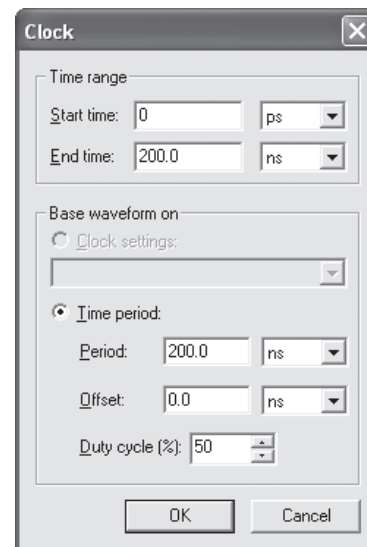 Clock
Time range
Start time: 0 ps
End time: 200.0 ns
Base waveform on
Clock settings:
Time period:
Period: 200.0 ns
Offset: 0.0 ns
Duty cycle (%): 50
OK Cancel